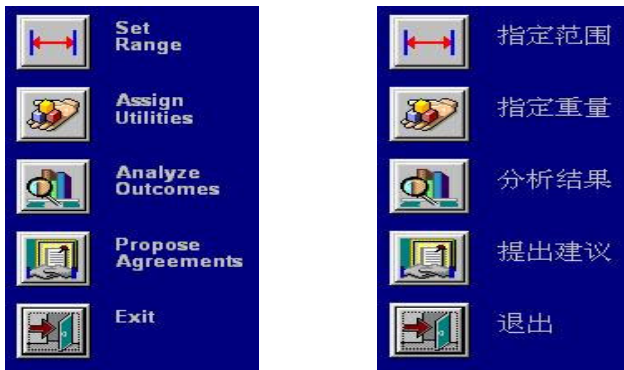 Set
Range
Assign
Utilities
Analyze
Outcomes
Propose
Agreements
Exit
指定范围
指定重量
分析结果
提出建议
退出